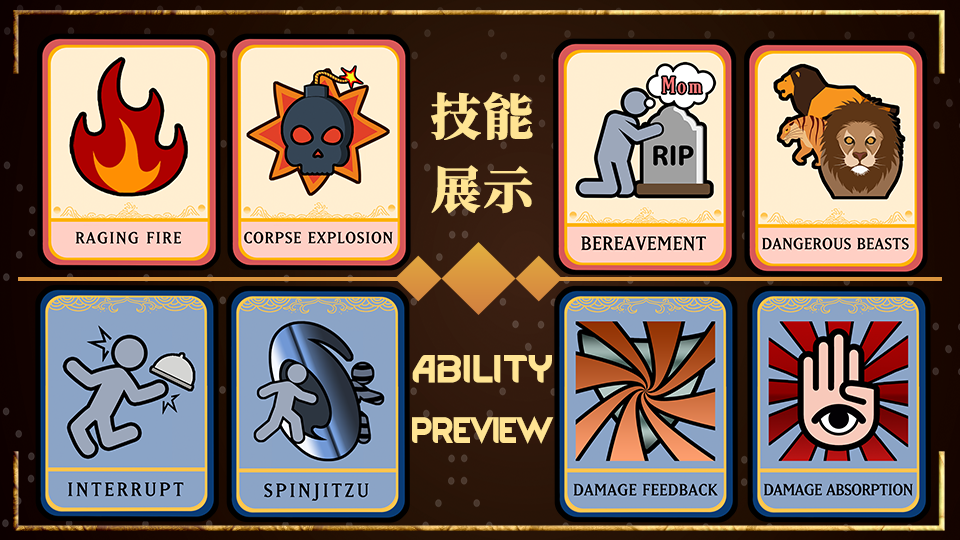 Mom
RIP
RAGING FIRE
CORPSE EXPLOSION
技能
展示
BEREAVEMENT
DANGEROUS BEASTS
ABILITY
PREVIEW
INTERRUPT
SPINJITZU
DAMAGE FEEDBACK
DAMAGE ABSORPTION